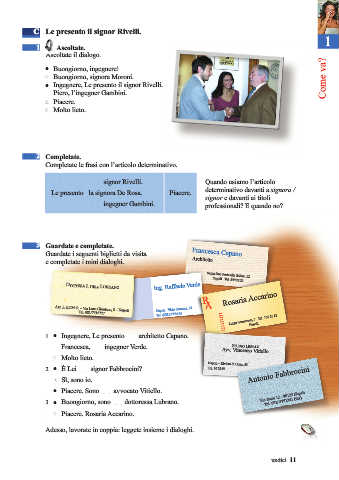 1
Come va?
C Le presento il signor Rivelli.
1 Ascoltate.
Ascoltate il dialogo.
● Buongiorno, ingegnere!
○ Buongiorno, signora Moroni.
● Ingegnere, Le presento il signor Rivelli.
Piero, l'ingegner Gambini.
○ Piacere.
○ Molto lieto.
2 Completate.
Completate le frasi con l'articolo determinativo.
signor Rivelli.
Le presento la signora De Rosa. Piacere.
ingegner Gambini.
Quando usiamo l'articolo
determinativo davanti a signora /
signor e davanti ai titoli
professionali? E quando no?
3 Guardate e completate.
Guardate i seguenti biglietti da visita
e completate i mini dialoghi.
Francesca Capano
Architetto
ing. Raffaele Verde
Rosaria Accarino
Avv. Vincenzo Vitiello
Antonio Fabbrocini
1 ● Ingegnere, Le presento architetto Capano.
Francesca, ingegner Verde.
○ Molto lieto.
2 ● È Lei signor Fabbrocini?
○ Sì, sono io.
● Piacere. Sono avvocato Vitiello.
3 ● Buongiorno, sono dottoressa Lubrano.
○ Piacere. Rosaria Accarino.
Adesso, lavorate in coppia: leggete insieme i dialoghi.
undici 11